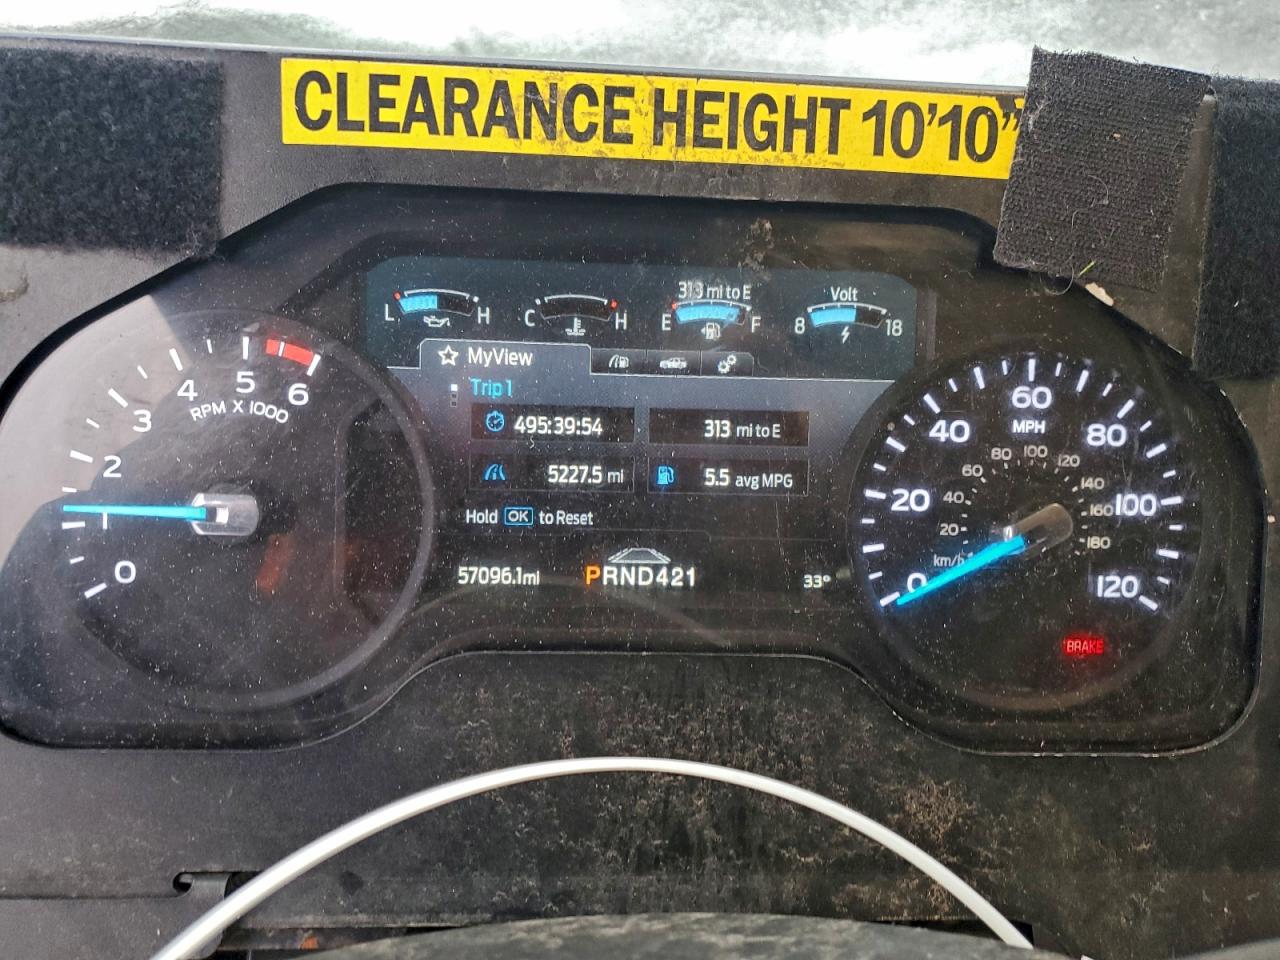 CLEARANCE HEIGHT 10'10"
313 mi to E
Volt
L H
C H
E F
8 18
MyView
Trip 1
495:39:54
313 mi to E
5227.5 mi
5.5 avg MPG
Hold OK to Reset
57096.1mi
PRND421
33°
0 1 2 3 4 5 6
RPM X 1000
0 20 40 60 80 100 120
MPH
20 40 60 80 100 120 140 160 180
km/h
BRAKE